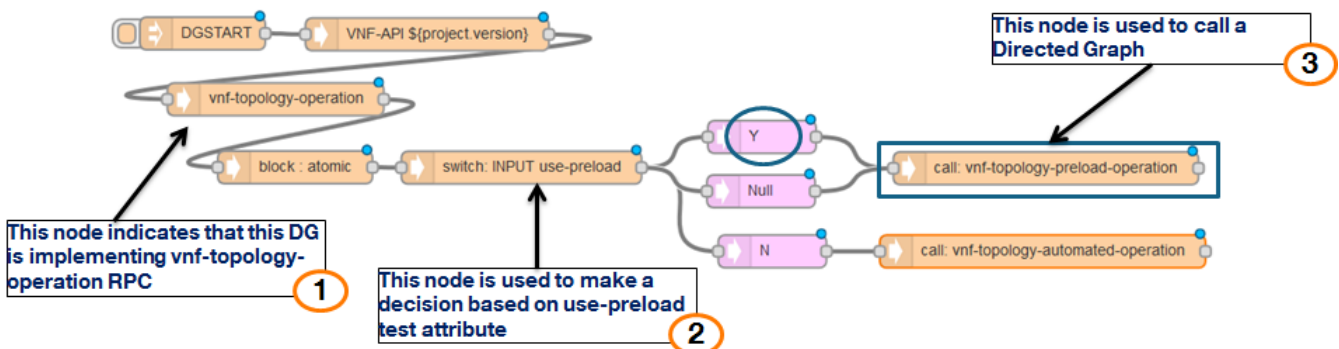 DGSTART
VNF-API ${project.version}
This node is used to call a
Directed Graph
3
vnf-topology-operation
Y
block : atomic
switch: INPUT use-preload
call: vnf-topology-preload-operation
Null
This node indicates that this DG
is implementing vnf-topology-
operation RPC
1
N
call: vnf-topology-automated-operation
This node is used to make a
decision based on use-preload
test attribute
2